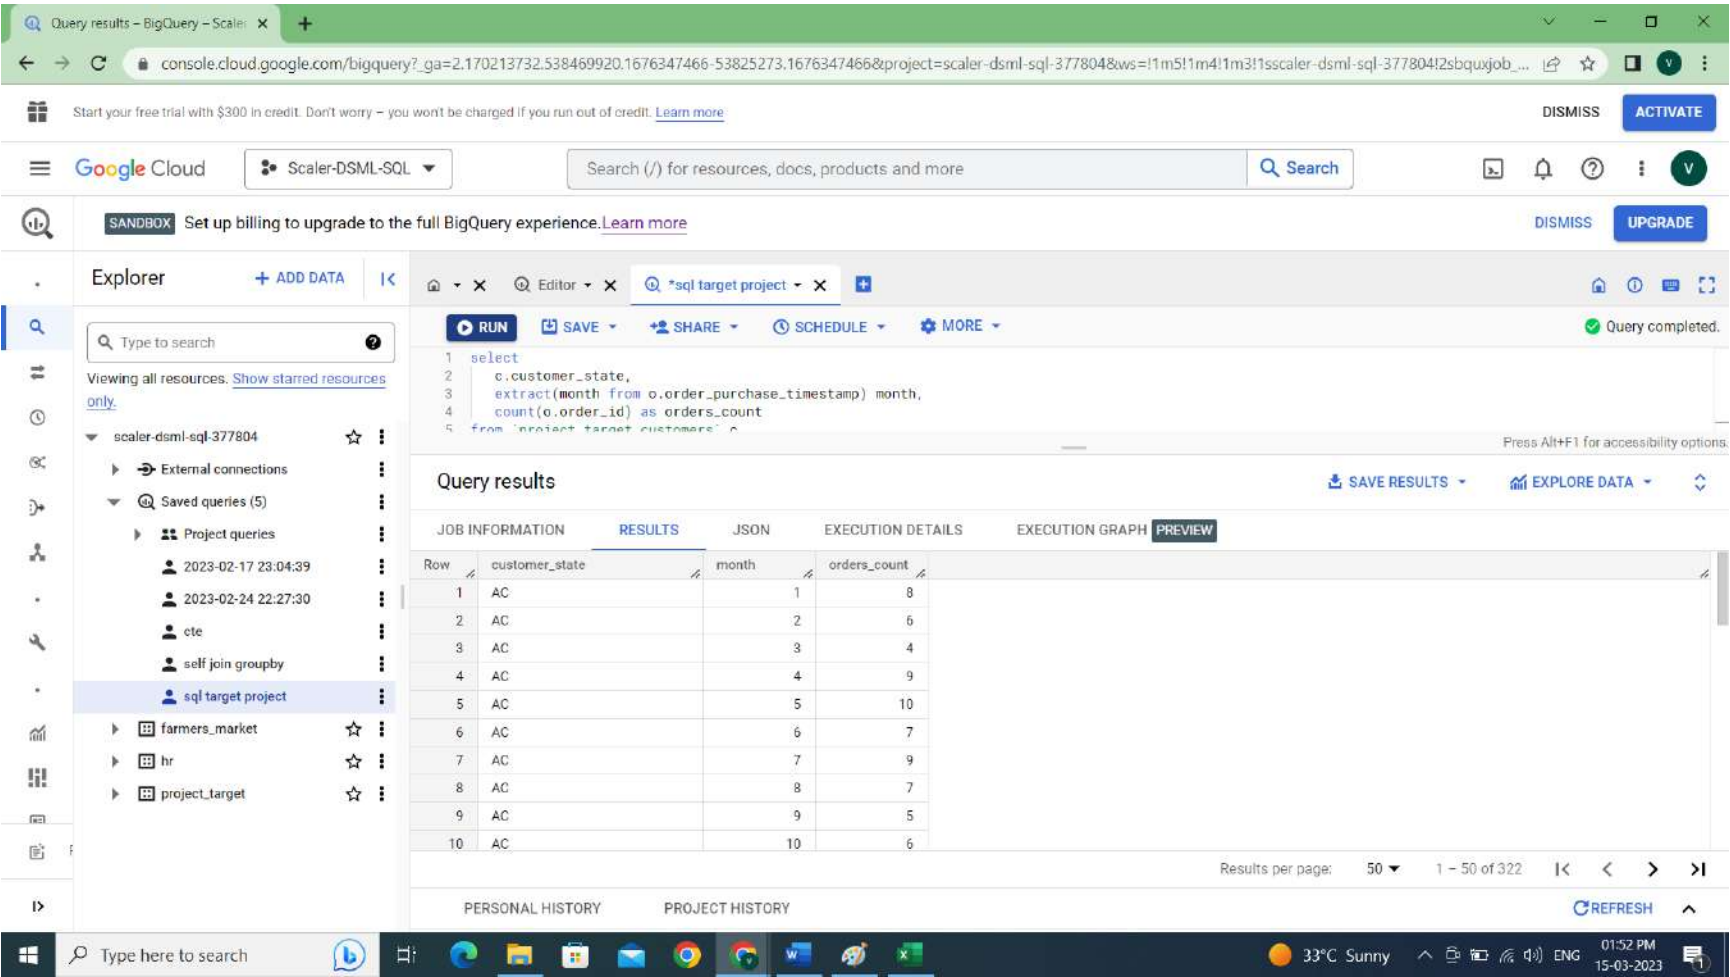 Query results – BigQuery – Scaler
console.cloud.google.com/bigquery?_ga=2.170213732.538469920.1676347466-53825273.1676347466&project=scaler-dsml-sql-377804&ws=!1m5!1m4!1m3!1sscaler-dsml-sql-377804!2sbquxjob_...
V
Start your free trial with $300 in credit. Don't worry – you won't be charged if you run out of credit. Learn more
DISMISS
ACTIVATE
Google Cloud
Scaler-DSML-SQL
Search (/) for resources, docs, products and more
Search
V
SANDBOX Set up billing to upgrade to the full BigQuery experience.Learn more
DISMISS
UPGRADE
Explorer
+ ADD DATA
Editor
*sql target project
RUN
SAVE
SHARE
SCHEDULE
MORE
Query completed.
Type to search
Viewing all resources. Show starred resources
only.
scaler-dsml-sql-377804
External connections
Saved queries (5)
Project queries
2023-02-17 23:04:39
2023-02-24 22:27:30
cte
self join groupby
sql target project
farmers_market
hr
project_target
1 select
2 c.customer_state,
3 extract(month from o.order_purchase_timestamp) month,
4 count(o.order_id) as orders_count
5 from `project_target.customers` c
Press Alt+F1 for accessibility options.
Query results
SAVE RESULTS
EXPLORE DATA
JOB INFORMATION
RESULTS
JSON
EXECUTION DETAILS
EXECUTION GRAPH PREVIEW
Row customer_state month orders_count
1 AC 1 8
2 AC 2 6
3 AC 3 4
4 AC 4 9
5 AC 5 10
6 AC 6 7
7 AC 7 9
8 AC 8 7
9 AC 9 5
10 AC 10 6
Results per page: 50 1 – 50 of 322
PERSONAL HISTORY
PROJECT HISTORY
REFRESH
Type here to search
33°C Sunny
ENG
01:52 PM
15-03-2023
1